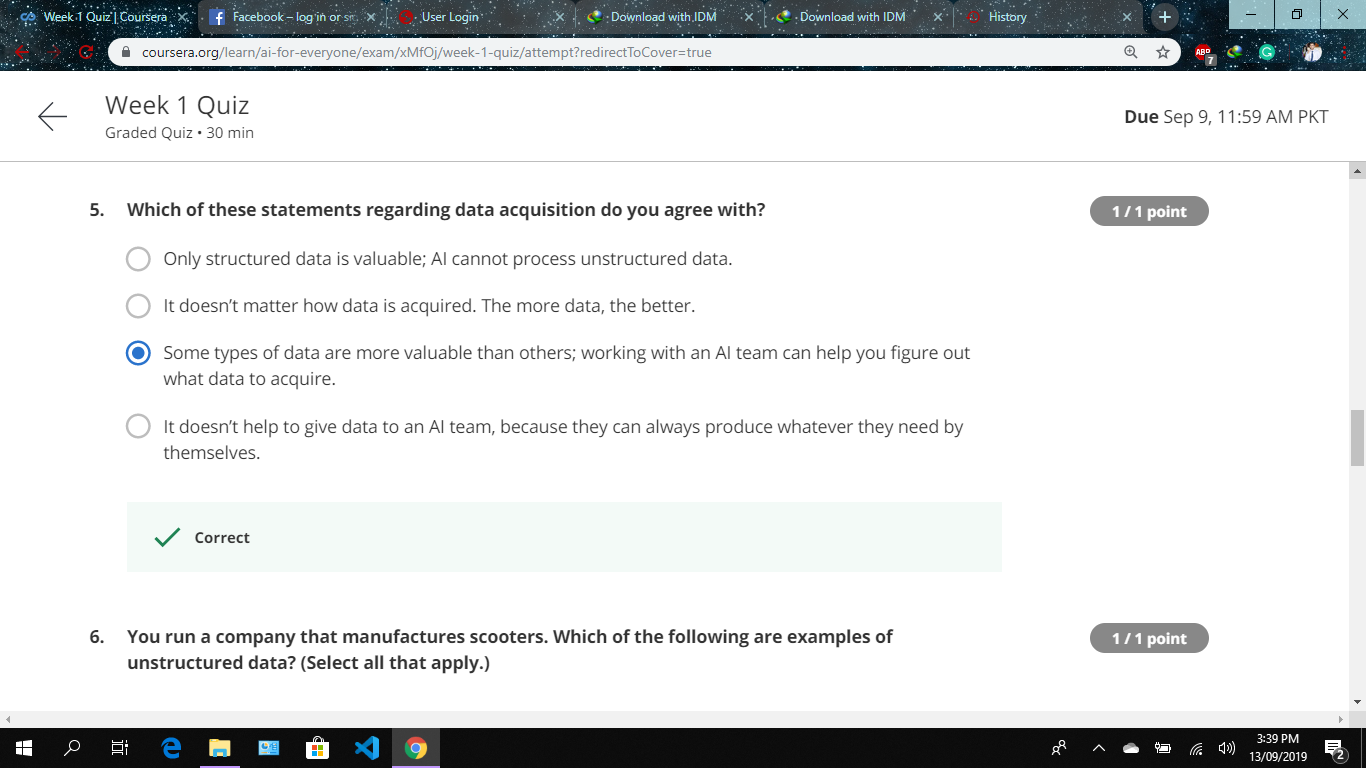 Week 1 Quiz | Coursera
Facebook – log in or
User Login
Download with IDM
Download with IDM
History
coursera.org/learn/ai-for-everyone/exam/xMfOj/week-1-quiz/attempt?redirectToCover=true
ABP
7
Week 1 Quiz
Graded Quiz • 30 min
Due Sep 9, 11:59 AM PKT
5. Which of these statements regarding data acquisition do you agree with?
1 / 1 point
Only structured data is valuable; AI cannot process unstructured data.
It doesn’t matter how data is acquired. The more data, the better.
Some types of data are more valuable than others; working with an AI team can help you figure out
what data to acquire.
It doesn’t help to give data to an AI team, because they can always produce whatever they need by
themselves.
Correct
6. You run a company that manufactures scooters. Which of the following are examples of
unstructured data? (Select all that apply.)
1 / 1 point
3:39 PM
13/09/2019
2